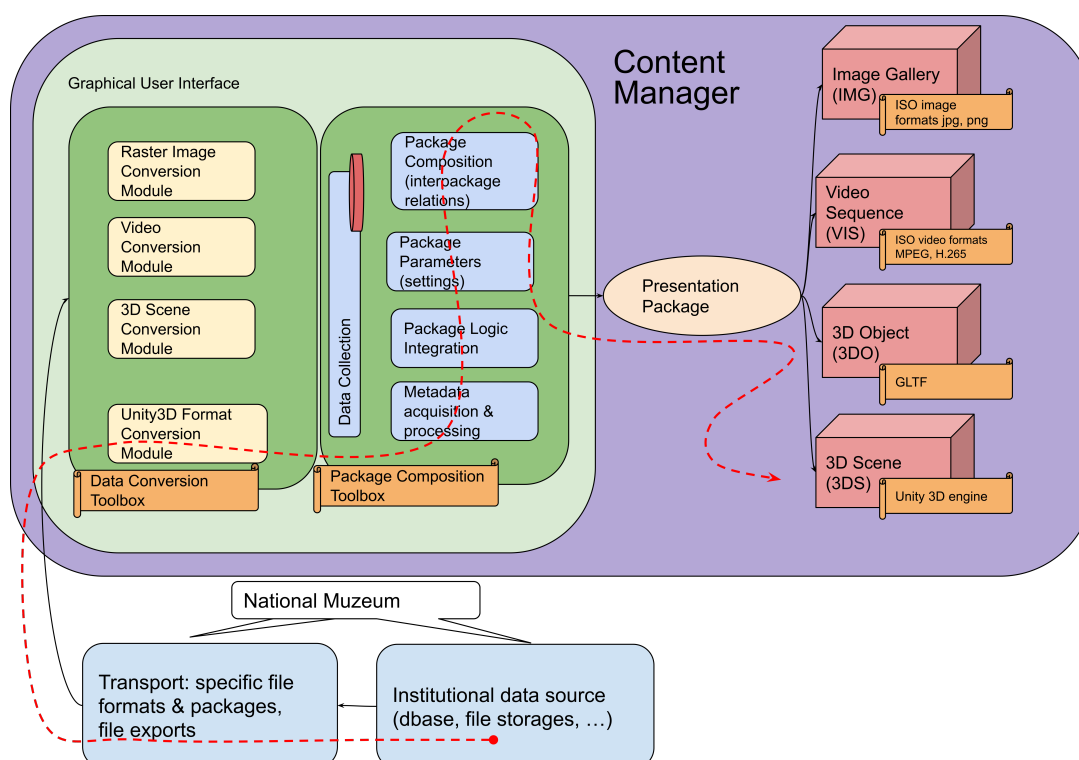 Content
Manager
Graphical User Interface
Raster Image
Conversion
Module
Video
Conversion
Module
3D Scene
Conversion
Module
Unity3D Format
Conversion
Module
Data Conversion
Toolbox
Data Collection
Package
Composition
(interpackage
relations)
Package
Parameters
(settings)
Package Logic
Integration
Metadata
acquisition &
processing
Package Composition
Toolbox
Presentation
Package
Image Gallery
(IMG)
ISO image
formats jpg, png
Video
Sequence
(VIS)
ISO video formats
MPEG, H.265
3D Object
(3DO)
GLTF
3D Scene
(3DS)
Unity 3D engine
National Muzeum
Transport: specific file
formats & packages,
file exports
Institutional data source
(dbase, file storages, …)